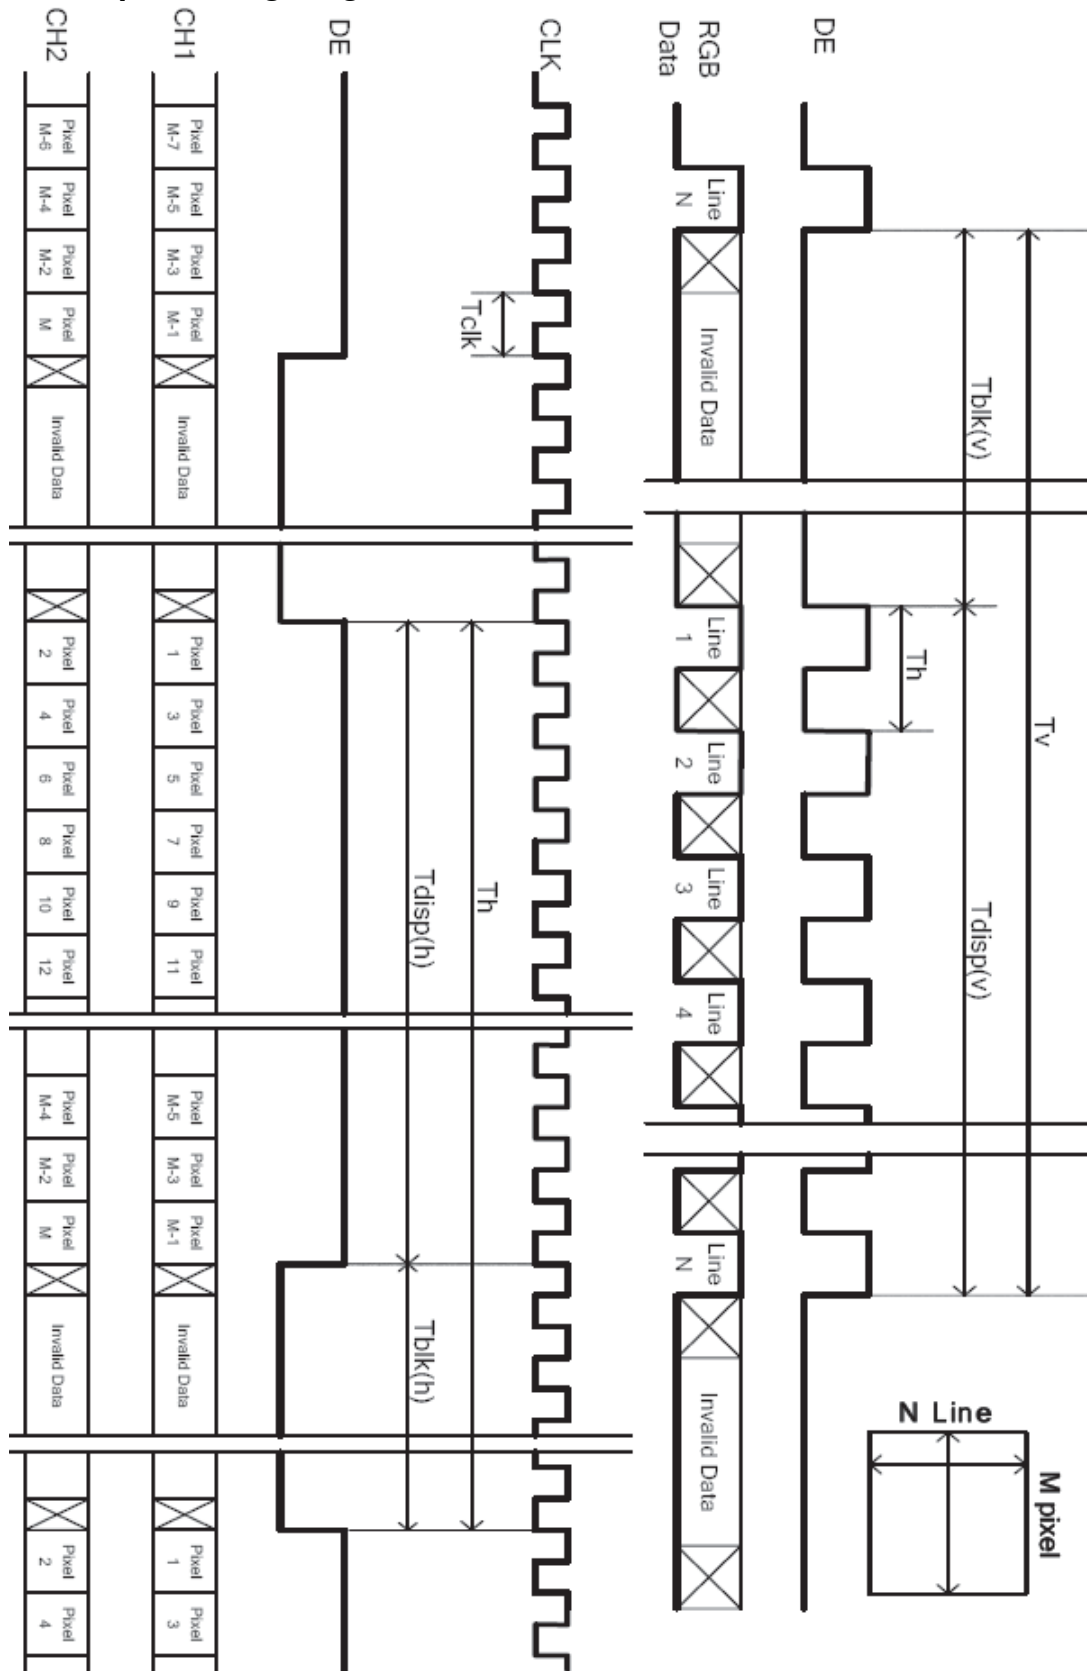 Tv
Tblk(v) Tdisp(v)
Th
M pixel
N Line
DE
RGB
Data
Line Invalid Data Line Line Line Line Line Invalid Data
N 1 2 3 4 N
CLK
Tclk
Th
Tdisp(h) Tblk(h)
DE
CH1
Pixel Pixel Pixel Pixel Invalid Data Pixel Pixel Pixel Pixel Pixel Pixel Pixel Pixel Pixel Invalid Data Pixel Pixel
M-7 M-5 M-3 M-1 1 3 5 7 9 11 M-5 M-3 M-1 1 3
CH2
Pixel Pixel Pixel Pixel Invalid Data Pixel Pixel Pixel Pixel Pixel Pixel Pixel Pixel Pixel Invalid Data Pixel Pixel
M-6 M-4 M-2 M 2 4 6 8 10 12 M-4 M-2 M 2 4